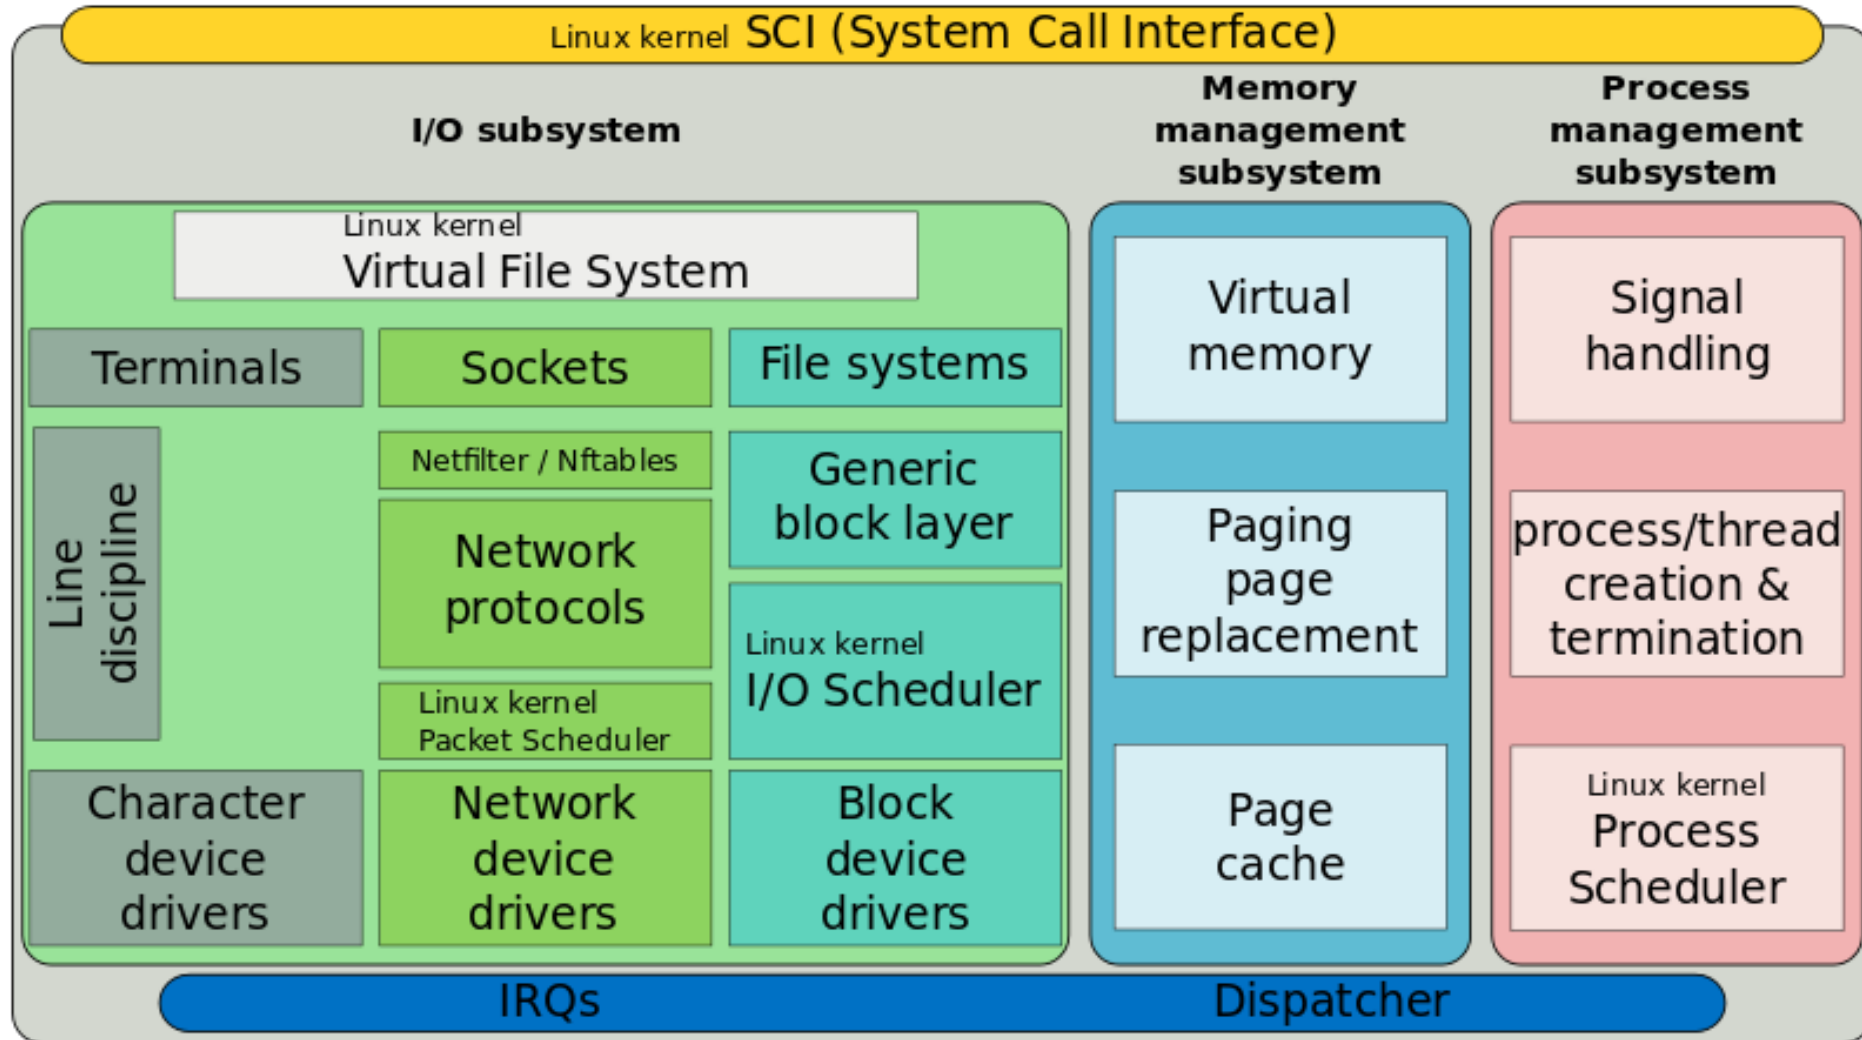 Linux kernel SCI (System Call Interface)
I/O subsystem
Memory
management
subsystem
Process
management
subsystem
Linux kernel
Virtual File System
Terminals
Sockets
File systems
Line
discipline
Netfilter / Nftables
Network
protocols
Linux kernel
Packet Scheduler
Generic
block layer
Linux kernel
I/O Scheduler
Character
device
drivers
Network
device
drivers
Block
device
drivers
Virtual
memory
Paging
page
replacement
Page
cache
Signal
handling
process/thread
creation &
termination
Linux kernel
Process
Scheduler
IRQs
Dispatcher